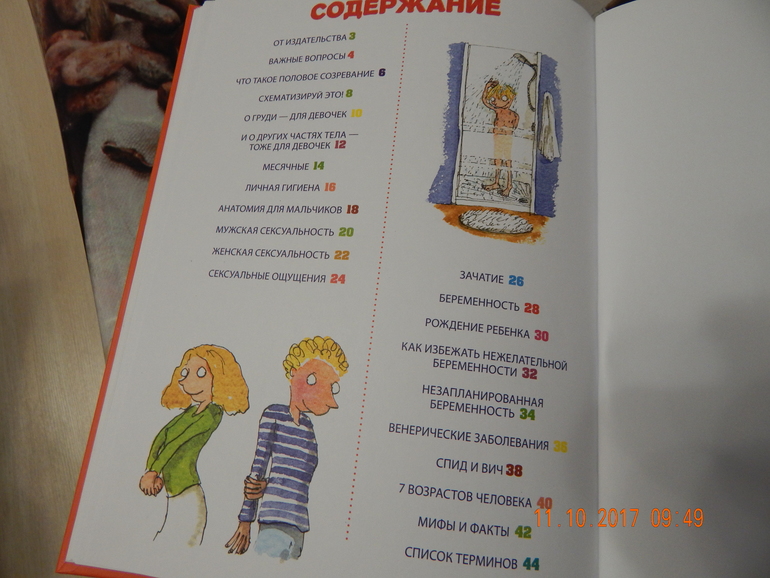 СОДЕРЖАНИЕ
ОТ ИЗДАТЕЛЬСТВА 3
ВАЖНЫЕ ВОПРОСЫ 4
ЧТО ТАКОЕ ПОЛОВОЕ СОЗРЕВАНИЕ 6
СХЕМАТИЗИРУЙ ЭТО! 8
О ГРУДИ — ДЛЯ ДЕВОЧЕК 10
И О ДРУГИХ ЧАСТЯХ ТЕЛА —
ТОЖЕ ДЛЯ ДЕВОЧЕК 12
МЕСЯЧНЫЕ 14
ЛИЧНАЯ ГИГИЕНА 16
АНАТОМИЯ ДЛЯ МАЛЬЧИКОВ 18
МУЖСКАЯ СЕКСУАЛЬНОСТЬ 20
ЖЕНСКАЯ СЕКСУАЛЬНОСТЬ 22
СЕКСУАЛЬНЫЕ ОЩУЩЕНИЯ 24
ЗАЧАТИЕ 26
БЕРЕМЕННОСТЬ 28
РОЖДЕНИЕ РЕБЕНКА 30
КАК ИЗБЕЖАТЬ НЕЖЕЛАТЕЛЬНОЙ
БЕРЕМЕННОСТИ 32
НЕЗАПЛАНИРОВАННАЯ
БЕРЕМЕННОСТЬ 34
ВЕНЕРИЧЕСКИЕ ЗАБОЛЕВАНИЯ 36
СПИД И ВИЧ 38
7 ВОЗРАСТОВ ЧЕЛОВЕКА 40
МИФЫ И ФАКТЫ 42
СПИСОК ТЕРМИНОВ 44
11.10.2017 09:49